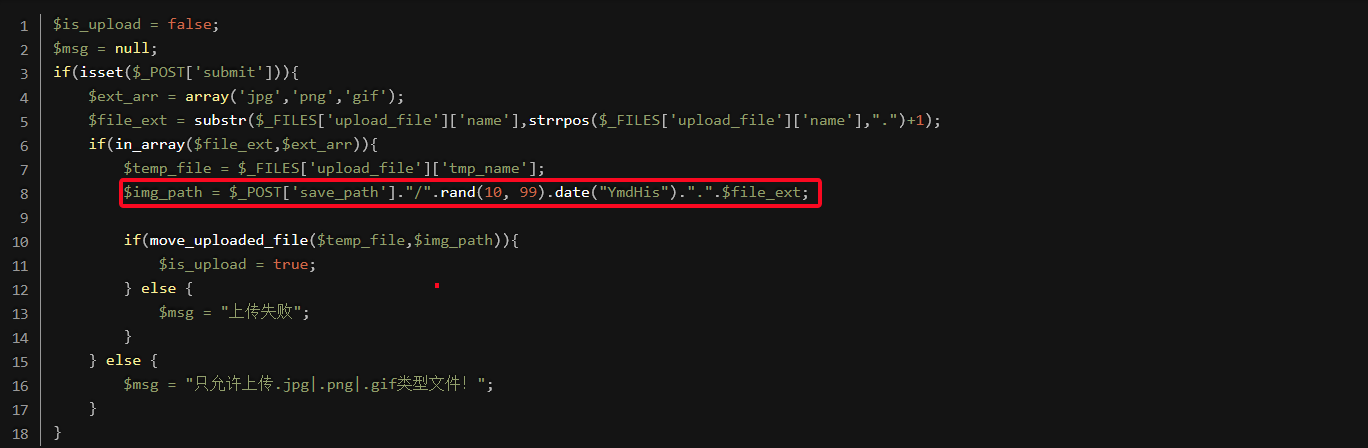 1 $is_upload = false;
2 $msg = null;
3 if(isset($_POST['submit'])){
4     $ext_arr = array('jpg','png','gif');
5     $file_ext = substr($_FILES['upload_file']['name'],strrpos($_FILES['upload_file']['name'],".")+1);
6     if(in_array($file_ext,$ext_arr)){
7         $temp_file = $_FILES['upload_file']['tmp_name'];
8         $img_path = $_POST['save_path']."/".rand(10, 99).date("YmdHis").".".$file_ext;
9
10         if(move_uploaded_file($temp_file,$img_path)){
11             $is_upload = true;
12         } else {
13             $msg = "上传失败";
14         }
15     } else {
16         $msg = "只允许上传.jpg|.png|.gif类型文件！";
17     }
18 }